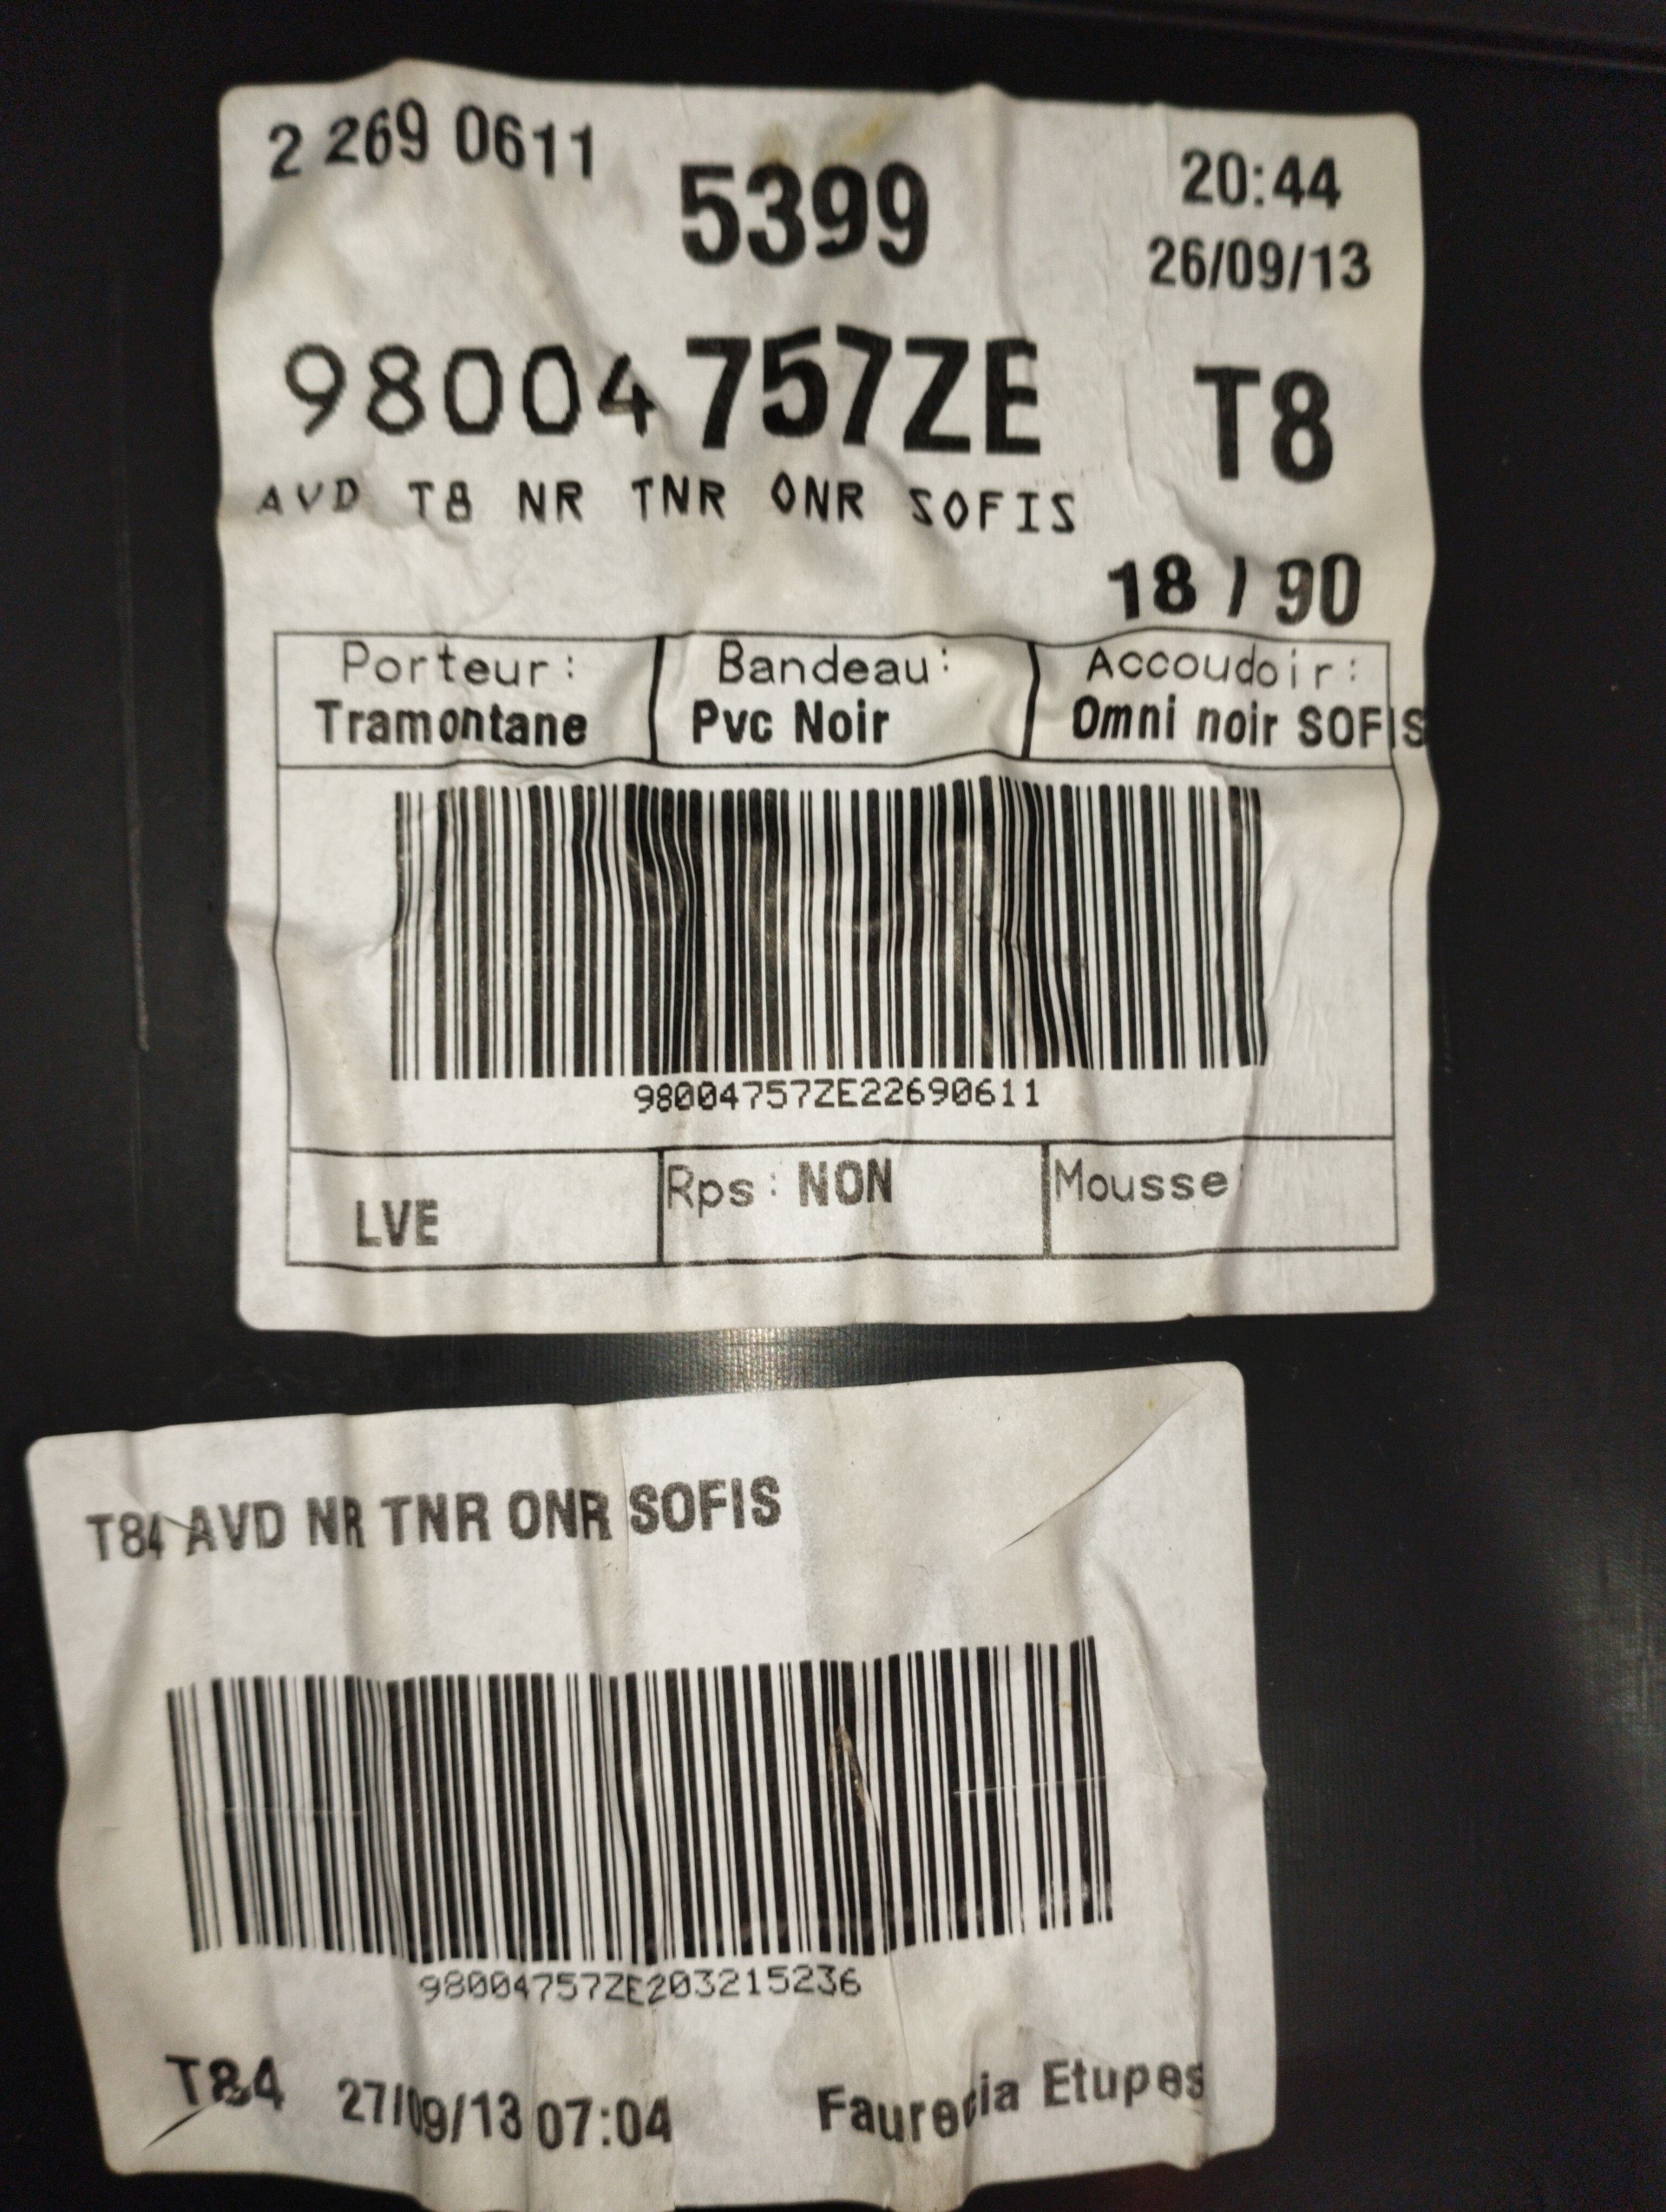 2 269 0611
5399
20:44
26/09/13
98004757ZE
T8
AVD T8 NR TNR ONR SOFIS
18 / 90
Porteur: Bandeau: Accoudoir:
Tramontane Pvc Noir Omni noir SOFIS
98004757ZE22690611
LVE Rps: NON Mousse
T84 AVD NR TNR ONR SOFIS
98004757ZE203215236
T84 27/09/13 07:04 Faurecia Etupes